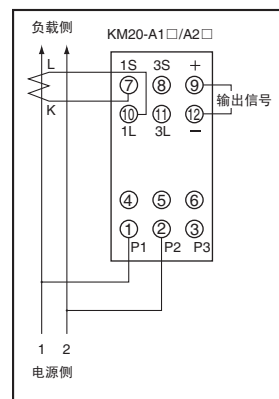 负载侧
KM20-A1□/A2□
L
1S 3S +
⑦ ⑧ ⑨
输出信号
K
⑩ ⑪ ⑫
1L 3L −
④ ⑤ ⑥
① ② ③
P1 P2 P3
1 2
电源侧